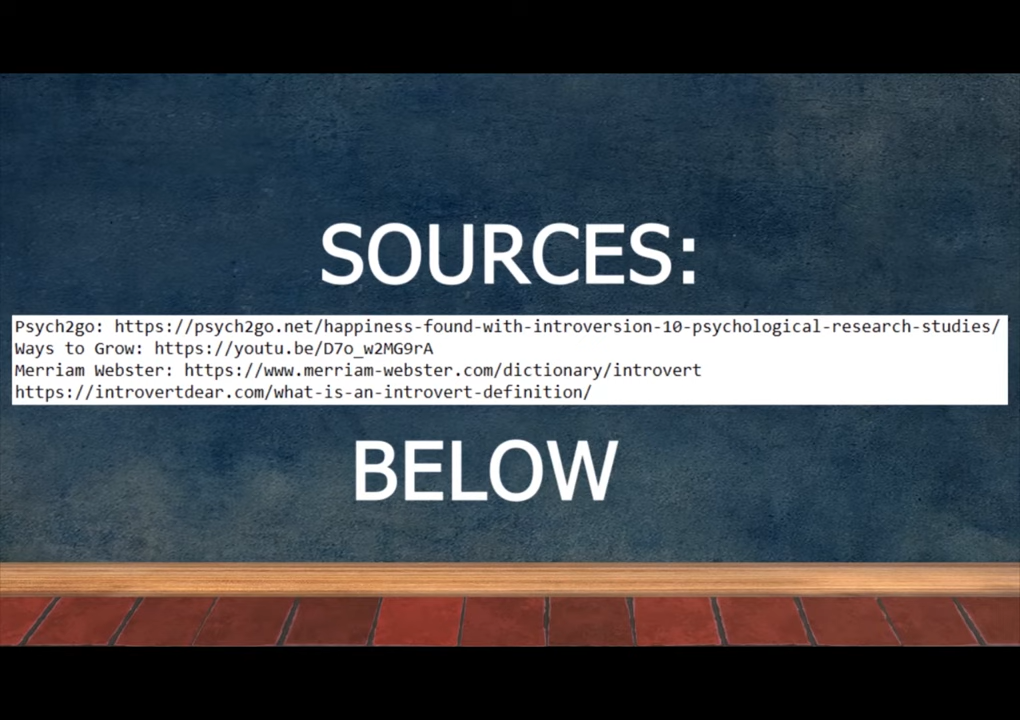 SOURCES:
Psych2go: https://psych2go.net/happiness-found-with-introversion-10-psychological-research-studies/
Ways to Grow: https://youtu.be/D7o_w2MG9rA
Merriam Webster: https://www.merriam-webster.com/dictionary/introvert
https://introvertdear.com/what-is-an-introvert-definition/
BELOW